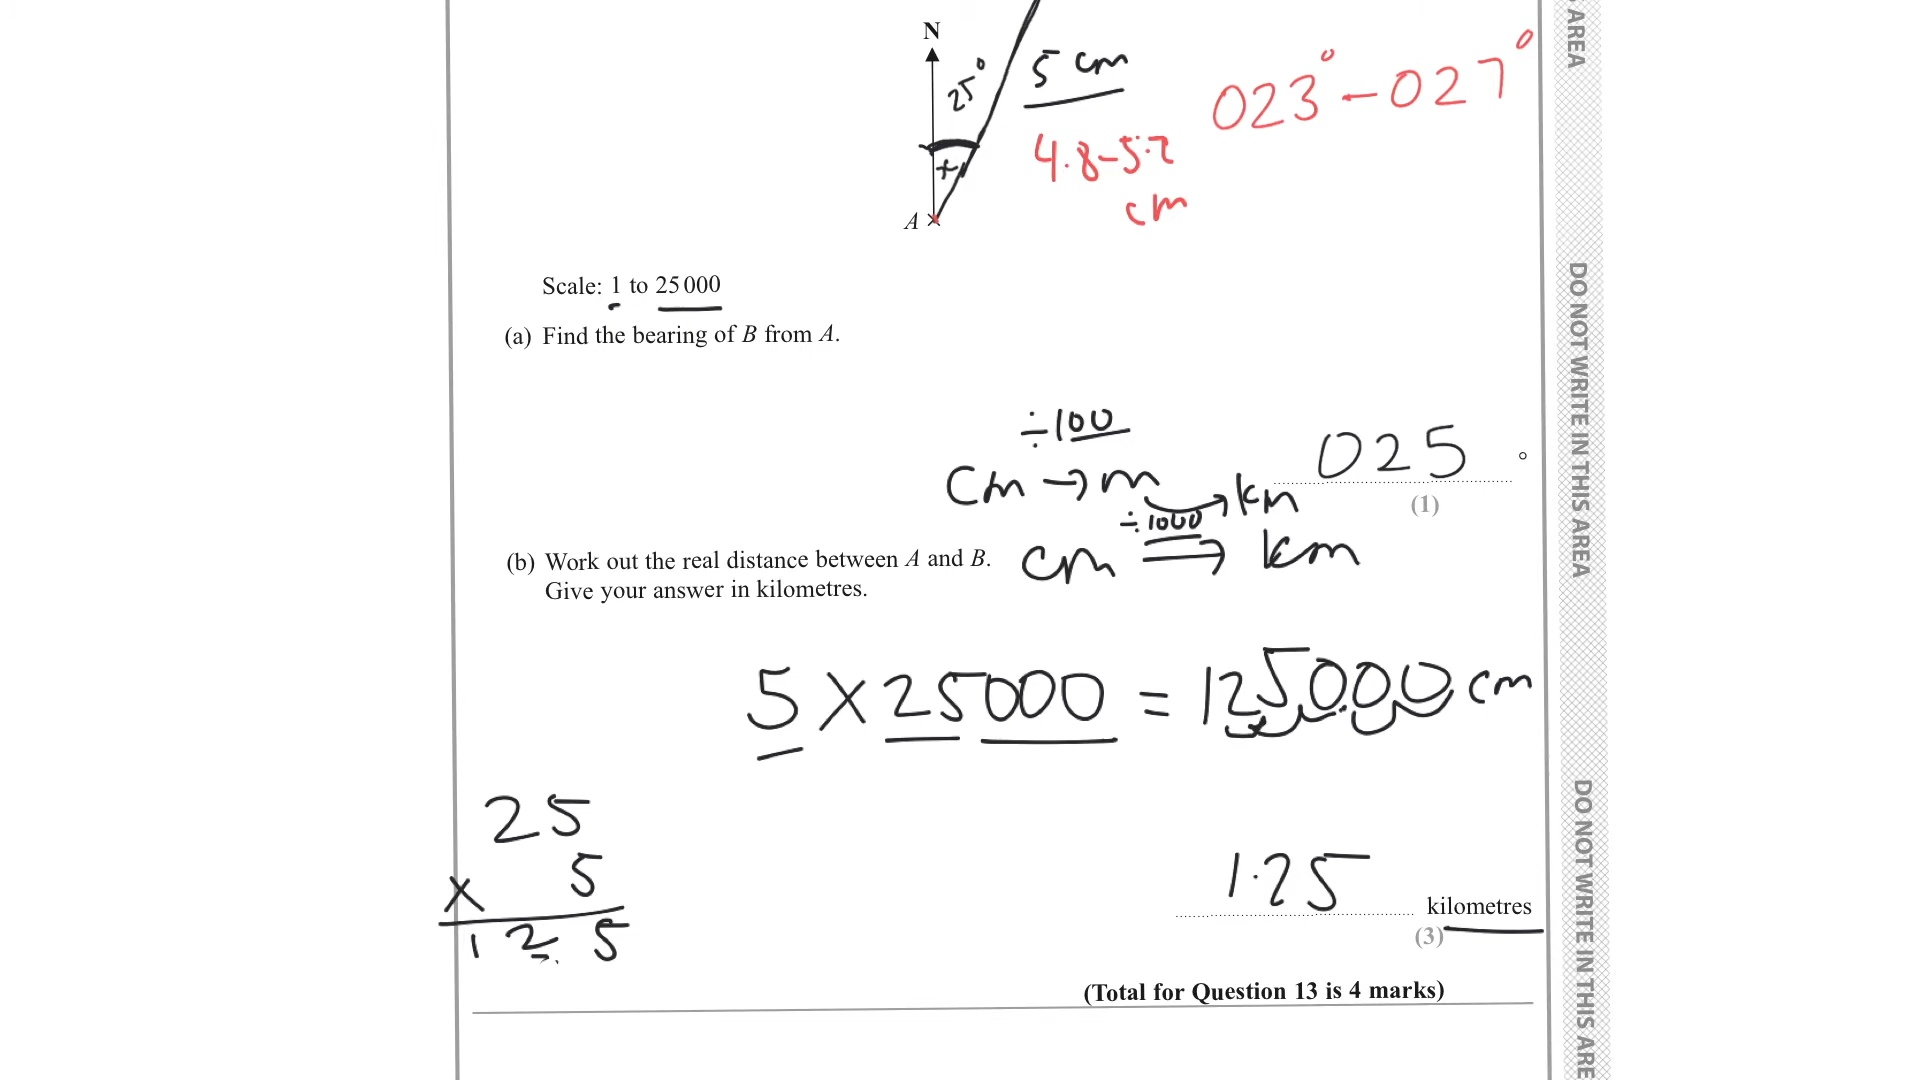 N
25° 5 cm 023° – 027°
x 4.8–5.2 cm
A
Scale: 1 to 25 000
(a) Find the bearing of B from A.
÷100
cm → m → km
÷1000
025 °
(1)
(b) Work out the real distance between A and B.
cm → km
Give your answer in kilometres.
5 × 25000 = 125000 cm
25
× 5
125
1.25 kilometres
(3)
(Total for Question 13 is 4 marks)
AREA
DO NOT WRITE IN THIS AREA
DO NOT WRITE IN THIS ARE